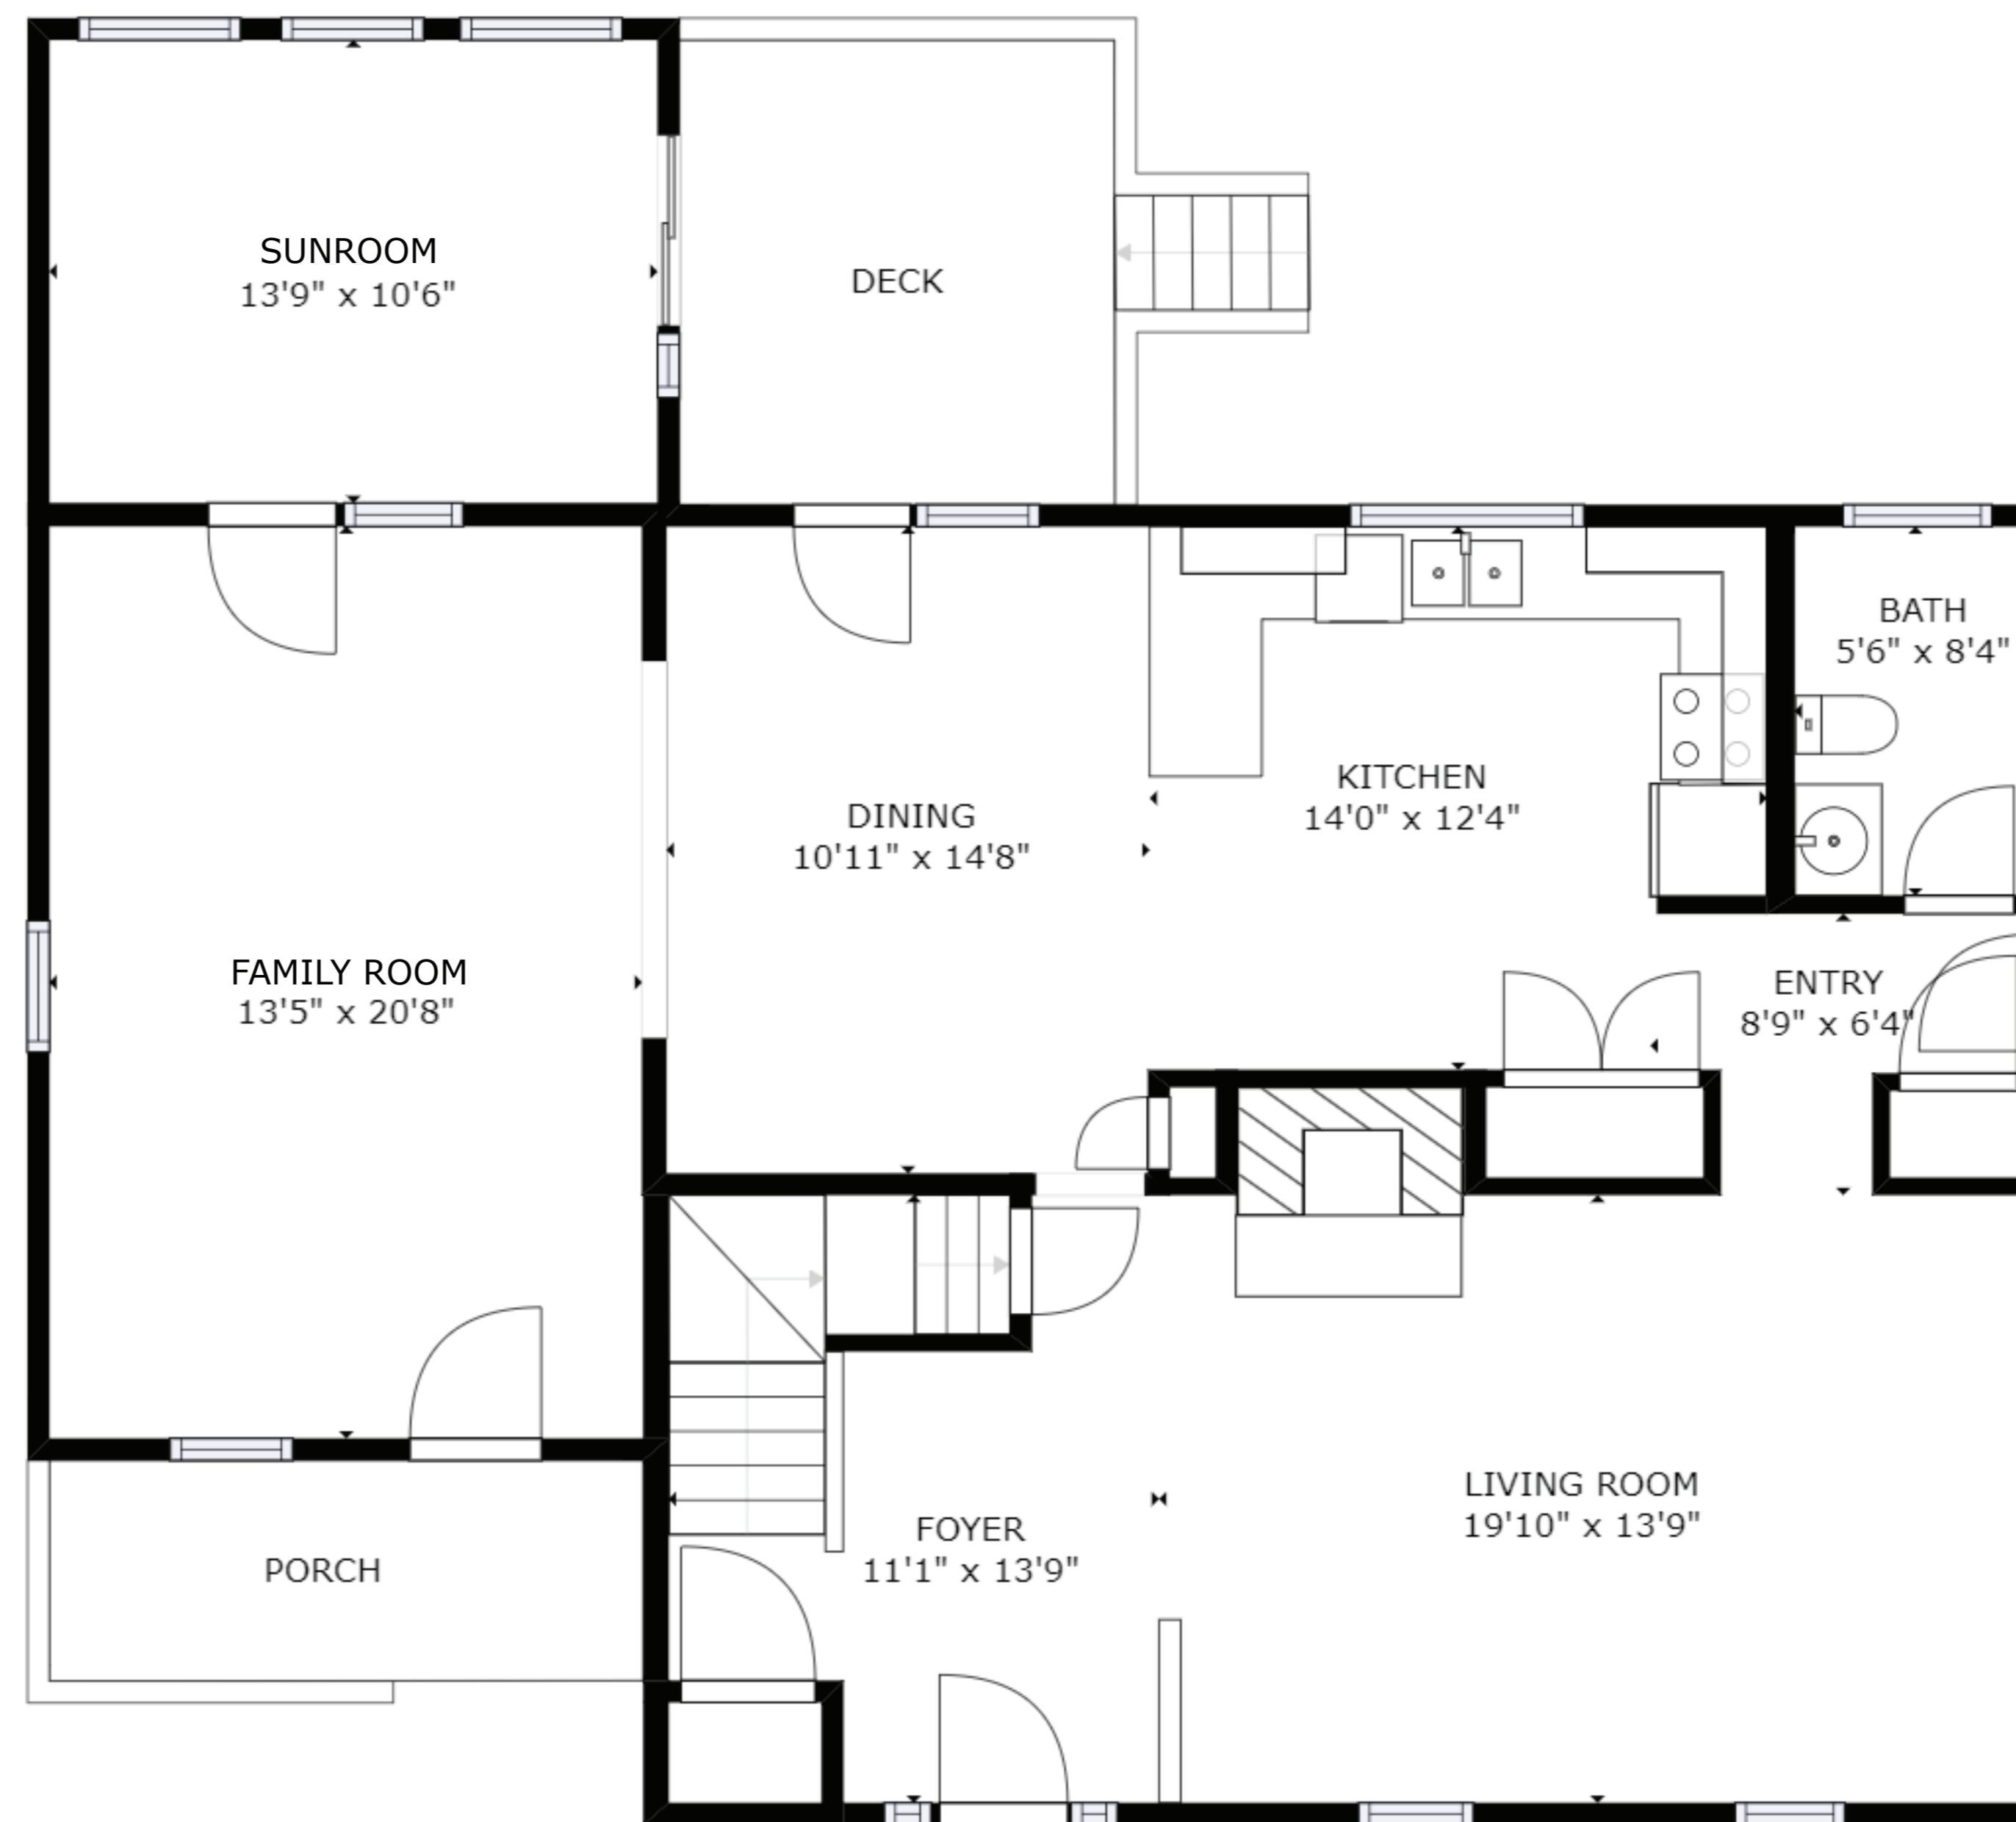 SUNROOM
13'9" x 10'6"
DECK
BATH
5'6" x 8'4"
KITCHEN
14'0" x 12'4"
DINING
10'11" x 14'8"
FAMILY ROOM
13'5" x 20'8"
ENTRY
8'9" x 6'4"
LIVING ROOM
19'10" x 13'9"
FOYER
11'1" x 13'9"
PORCH